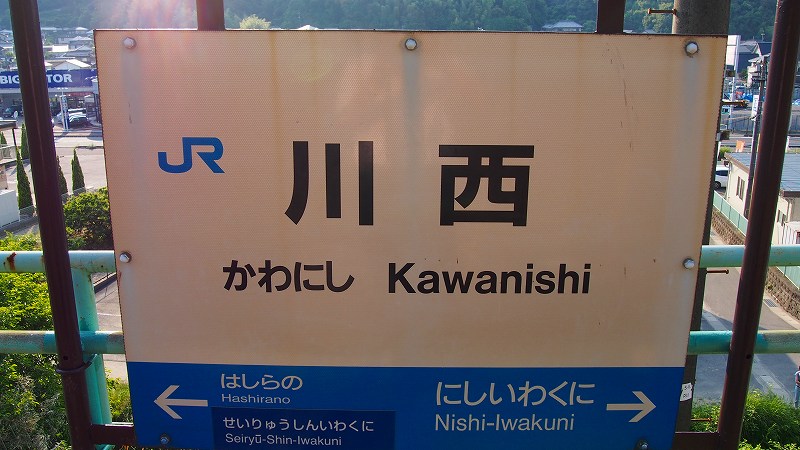 BIG MOTOR
JR
川西
かわにし Kawanishi
はしらの
Hashirano
せいりゅうしんいわくに
Seiryū-Shin-Iwakuni
にしいわくに
Nishi-Iwakuni